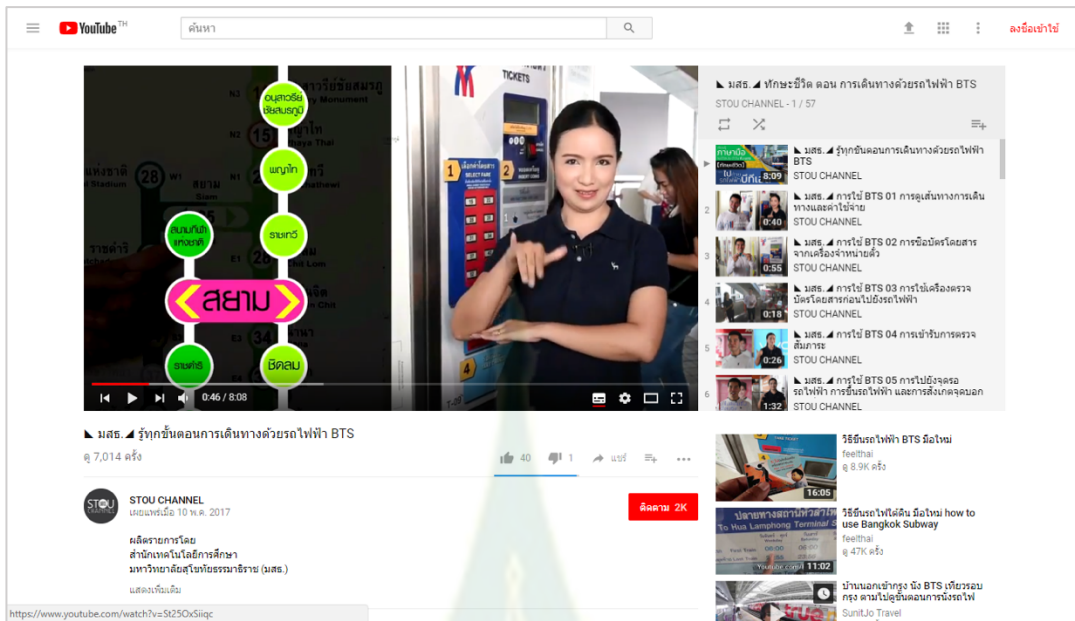 YouTube TH
ค้นหา
ลงชื่อเข้าใช้
อนุสาวรีย์
ชัยสมรภูมิ
พญาไท
ราชเทวี
สนามกีฬา
แห่งชาติ
สยาม
ราชดำริ
ชิดลม
TICKETS
1 เลือกค่าโดยสาร
SELECT FARE
2
4
0:46 / 8:08
◣ มสธ.◢ ทักษะชีวิต ตอน การเดินทางด้วยรถไฟฟ้า BTS
STOU CHANNEL - 1 / 57
8:09
◣ มสธ.◢ รู้ทุกขั้นตอนการเดินทางด้วยรถไฟฟ้า
BTS
STOU CHANNEL
2
0:40
◣ มสธ.◢ การใช้ BTS 01 การดูเส้นทางการเดิน
ทางและค่าใช้จ่าย
STOU CHANNEL
3
0:55
◣ มสธ.◢ การใช้ BTS 02 การซื้อบัตรโดยสาร
จากเครื่องจำหน่ายตั๋ว
STOU CHANNEL
4
0:18
◣ มสธ.◢ การใช้ BTS 03 การใช้เครื่องตรวจ
บัตรโดยสารก่อนไปยังรถไฟฟ้า
STOU CHANNEL
5
0:26
◣ มสธ.◢ การใช้ BTS 04 การเข้ารับการตรวจ
สัมภาระ
STOU CHANNEL
6
1:32
◣ มสธ.◢ การใช้ BTS 05 การไปยังจุดรอ
รถไฟฟ้า การขึ้นรถไฟฟ้า และการสังเกตจุดบอก
STOU CHANNEL
◣ มสธ.◢ รู้ทุกขั้นตอนการเดินทางด้วยรถไฟฟ้า BTS
ดู 7,014 ครั้ง
40
1
แชร์
STOU CHANNEL
เผยแพร่เมื่อ 10 พ.ค. 2017
ติดตาม 2K
ผลิตรายการโดย
สำนักเทคโนโลยีการศึกษา
มหาวิทยาลัยสุโขทัยธรรมาธิราช (มสธ.)
แสดงเพิ่มเติม
16:05
วิธีขึ้นรถไฟฟ้า BTS มือใหม่
feelthai
ดู 8.9K ครั้ง
11:02
วิธีขึ้นรถไฟใต้ดิน มือใหม่ how to
use Bangkok Subway
feelthai
ดู 47K ครั้ง
บ้านนอกเข้ากรุง นั่ง BTS เที่ยวรอบ
กรุง ตามไปดูขั้นตอนการนั่งรถไฟ
SunitJo Travel
https://www.youtube.com/watch?v=St25OxSiiqc